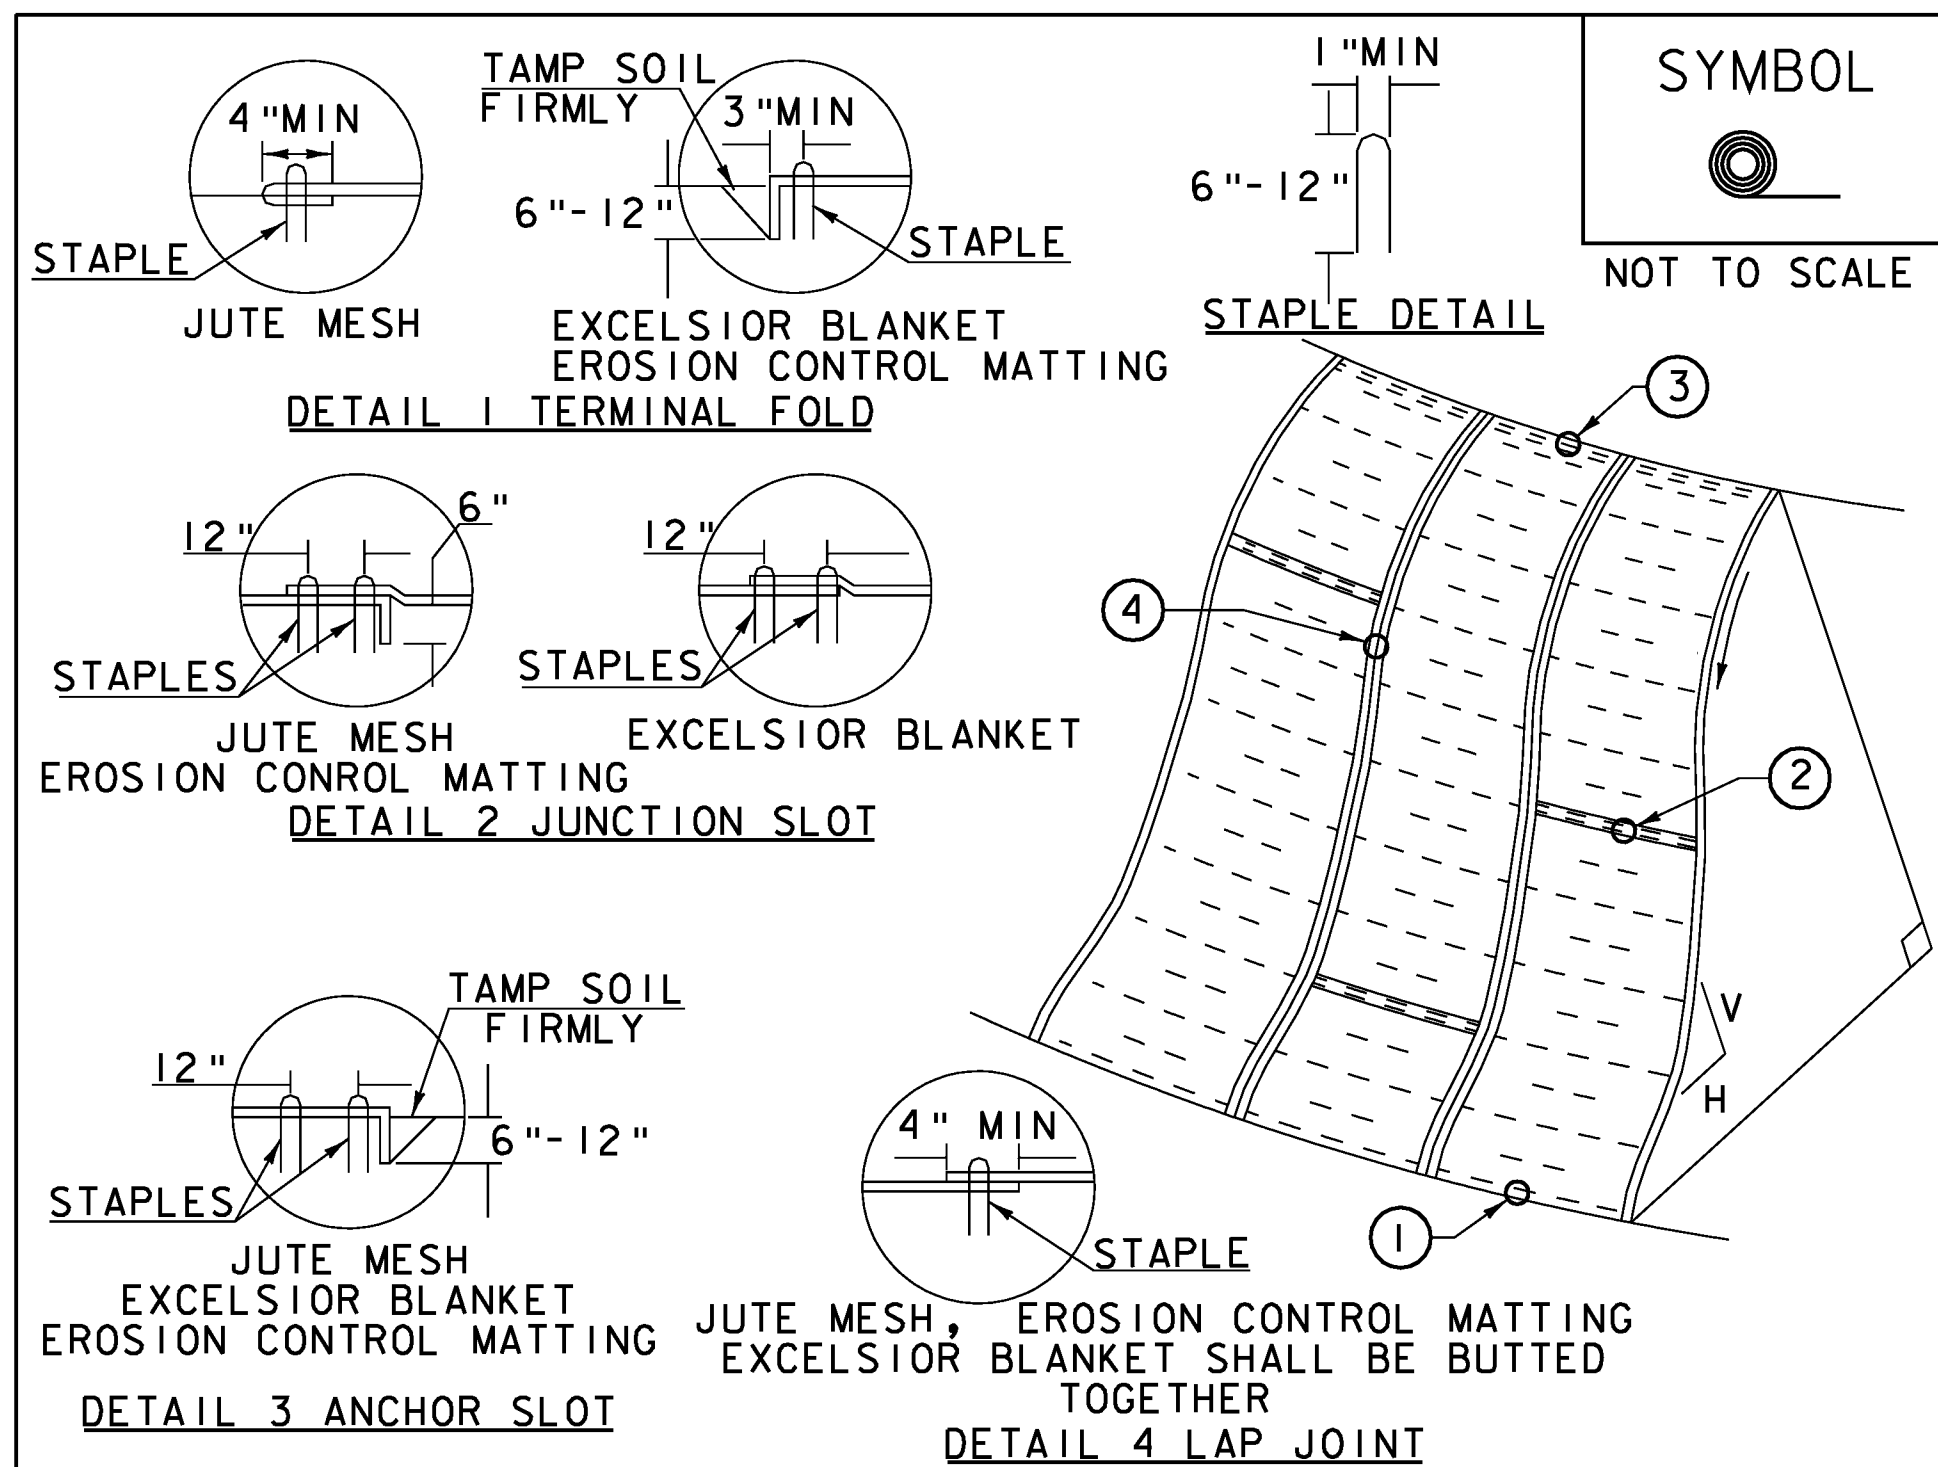 TAMP SOIL
FIRMLY
4"MIN
3"MIN
6"-12"
STAPLE
STAPLE
JUTE MESH
EXCELSIOR BLANKET
EROSION CONTROL MATTING
DETAIL 1 TERMINAL FOLD
1"MIN
6"-12"
STAPLE DETAIL
SYMBOL
NOT TO SCALE
12"
6"
12"
STAPLES
STAPLES
JUTE MESH
EROSION CONROL MATTING
EXCELSIOR BLANKET
DETAIL 2 JUNCTION SLOT
3
4
2
V
H
1
TAMP SOIL
FIRMLY
12"
6"-12"
STAPLES
JUTE MESH
EXCELSIOR BLANKET
EROSION CONTROL MATTING
DETAIL 3 ANCHOR SLOT
4" MIN
STAPLE
JUTE MESH, EROSION CONTROL MATTING
EXCELSIOR BLANKET SHALL BE BUTTED
TOGETHER
DETAIL 4 LAP JOINT